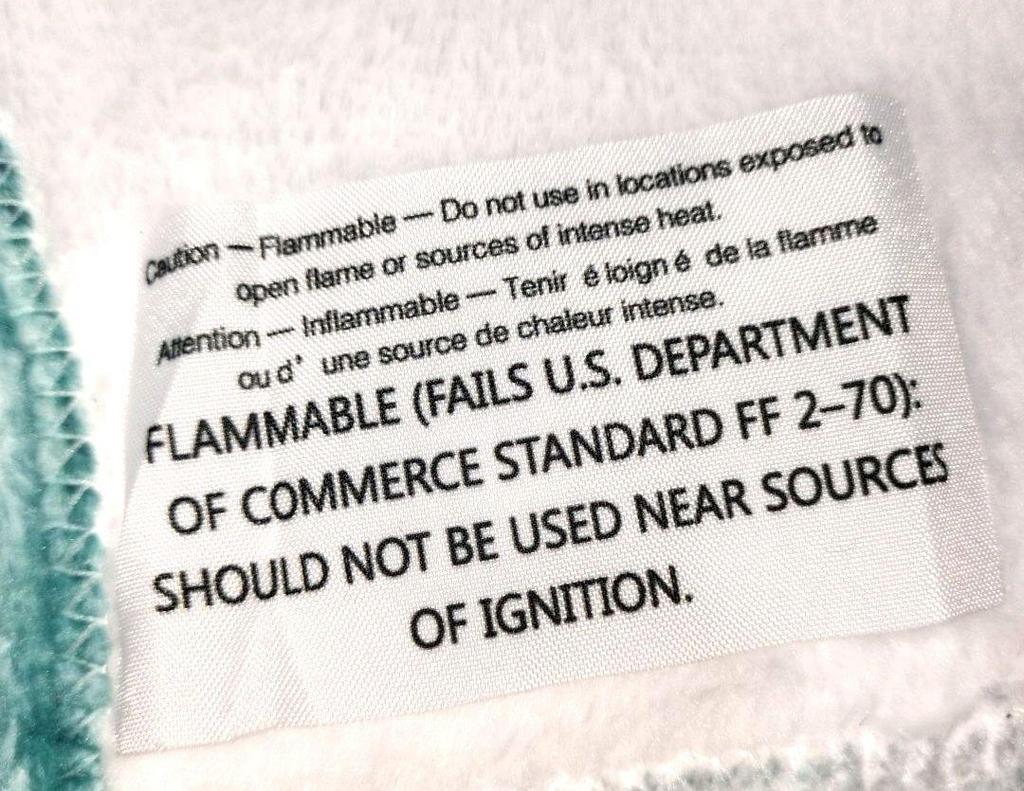 Caution — Flammable — Do not use in locations exposed to
open flame or sources of intense heat.
Attention — Inflammable — Tenir é loign é de la flamme
ou d' une source de chaleur intense.
FLAMMABLE (FAILS U.S. DEPARTMENT
OF COMMERCE STANDARD FF 2–70):
SHOULD NOT BE USED NEAR SOURCES
OF IGNITION.